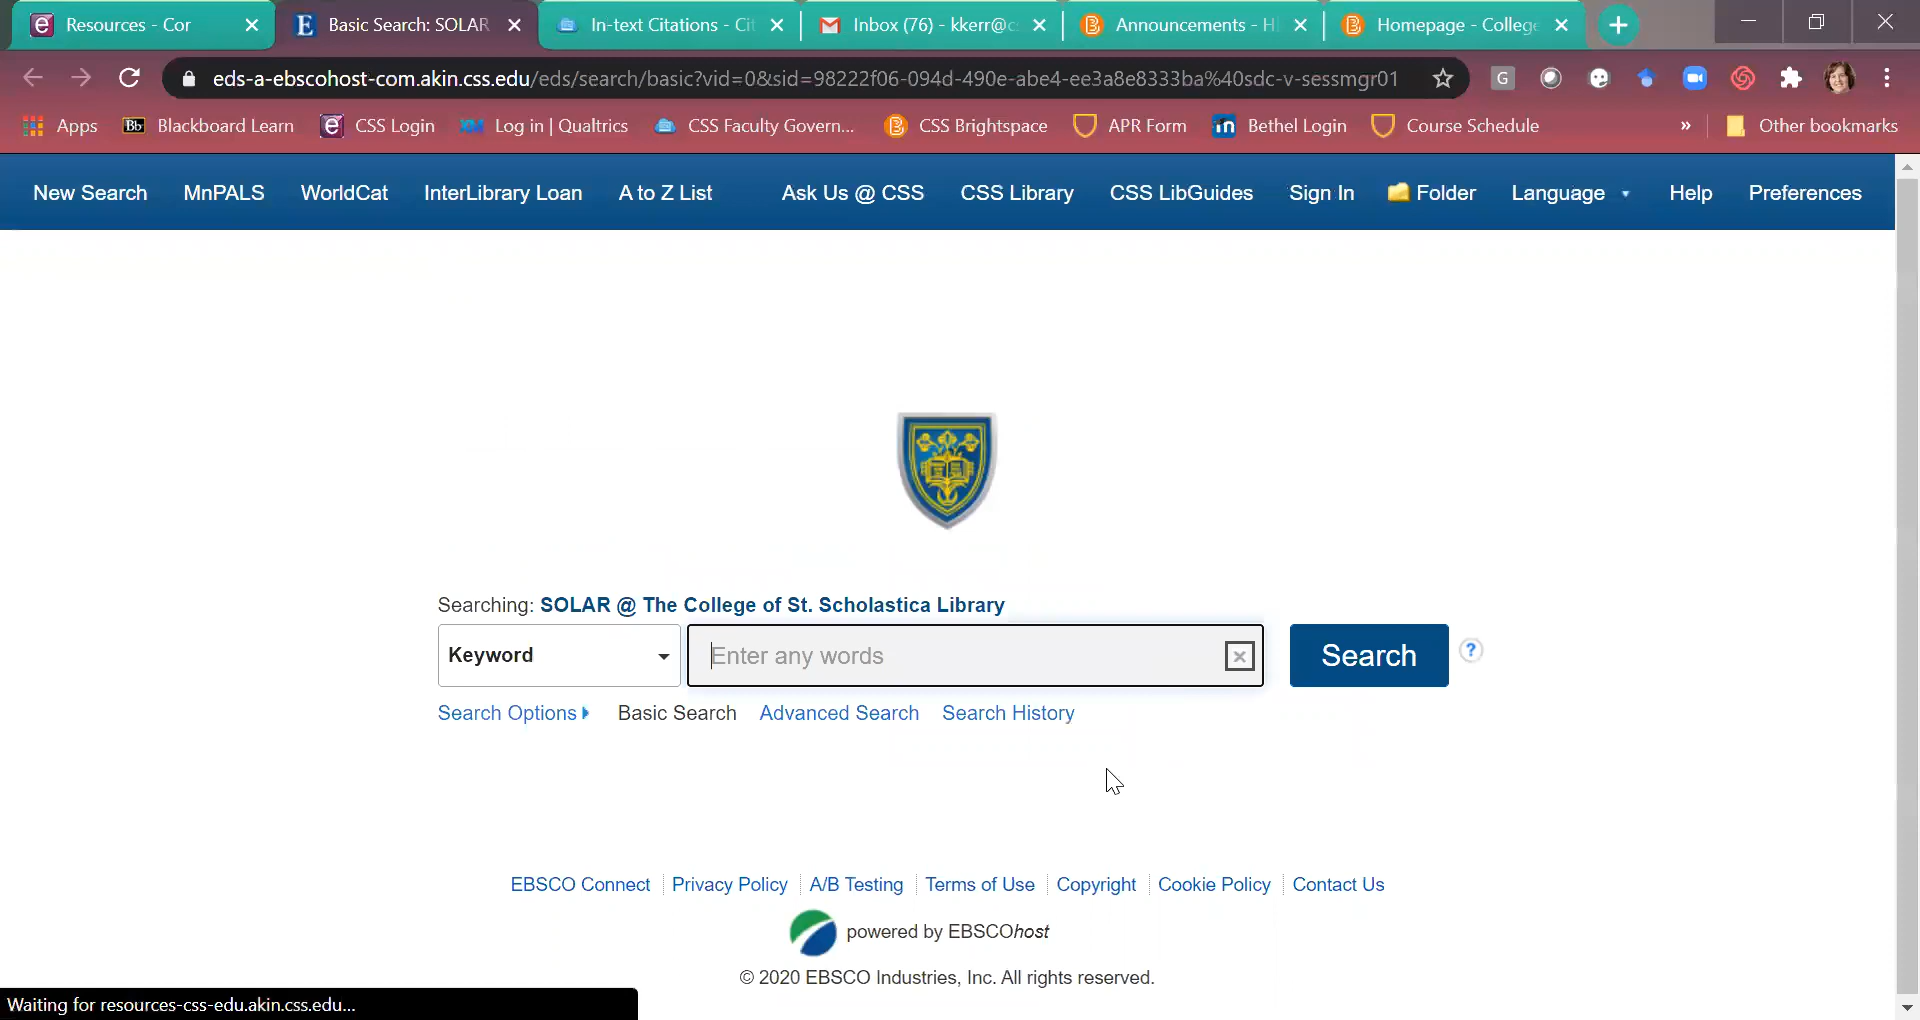 Resources - Cor
Basic Search: SOLAR
In-text Citations - Cit
Inbox (76) - kkerr@c
Announcements - H
Homepage - College
eds-a-ebscohost-com.akin.css.edu/eds/search/basic?vid=0&sid=98222f06-094d-490e-abe4-ee3a8e8333ba%40sdc-v-sessmgr01
G
Apps
Bb Blackboard Learn
CSS Login
Log in | Qualtrics
CSS Faculty Govern...
CSS Brightspace
APR Form
Bethel Login
Course Schedule
»
Other bookmarks
New Search
MnPALS
WorldCat
InterLibrary Loan
A to Z List
Ask Us @ CSS
CSS Library
CSS LibGuides
Sign In
Folder
Language
Help
Preferences
Searching: SOLAR @ The College of St. Scholastica Library
Keyword
Enter any words
Search
?
Search Options
Basic Search
Advanced Search
Search History
EBSCO Connect
Privacy Policy
A/B Testing
Terms of Use
Copyright
Cookie Policy
Contact Us
powered by EBSCOhost
© 2020 EBSCO Industries, Inc. All rights reserved.
Waiting for resources-css-edu.akin.css.edu...